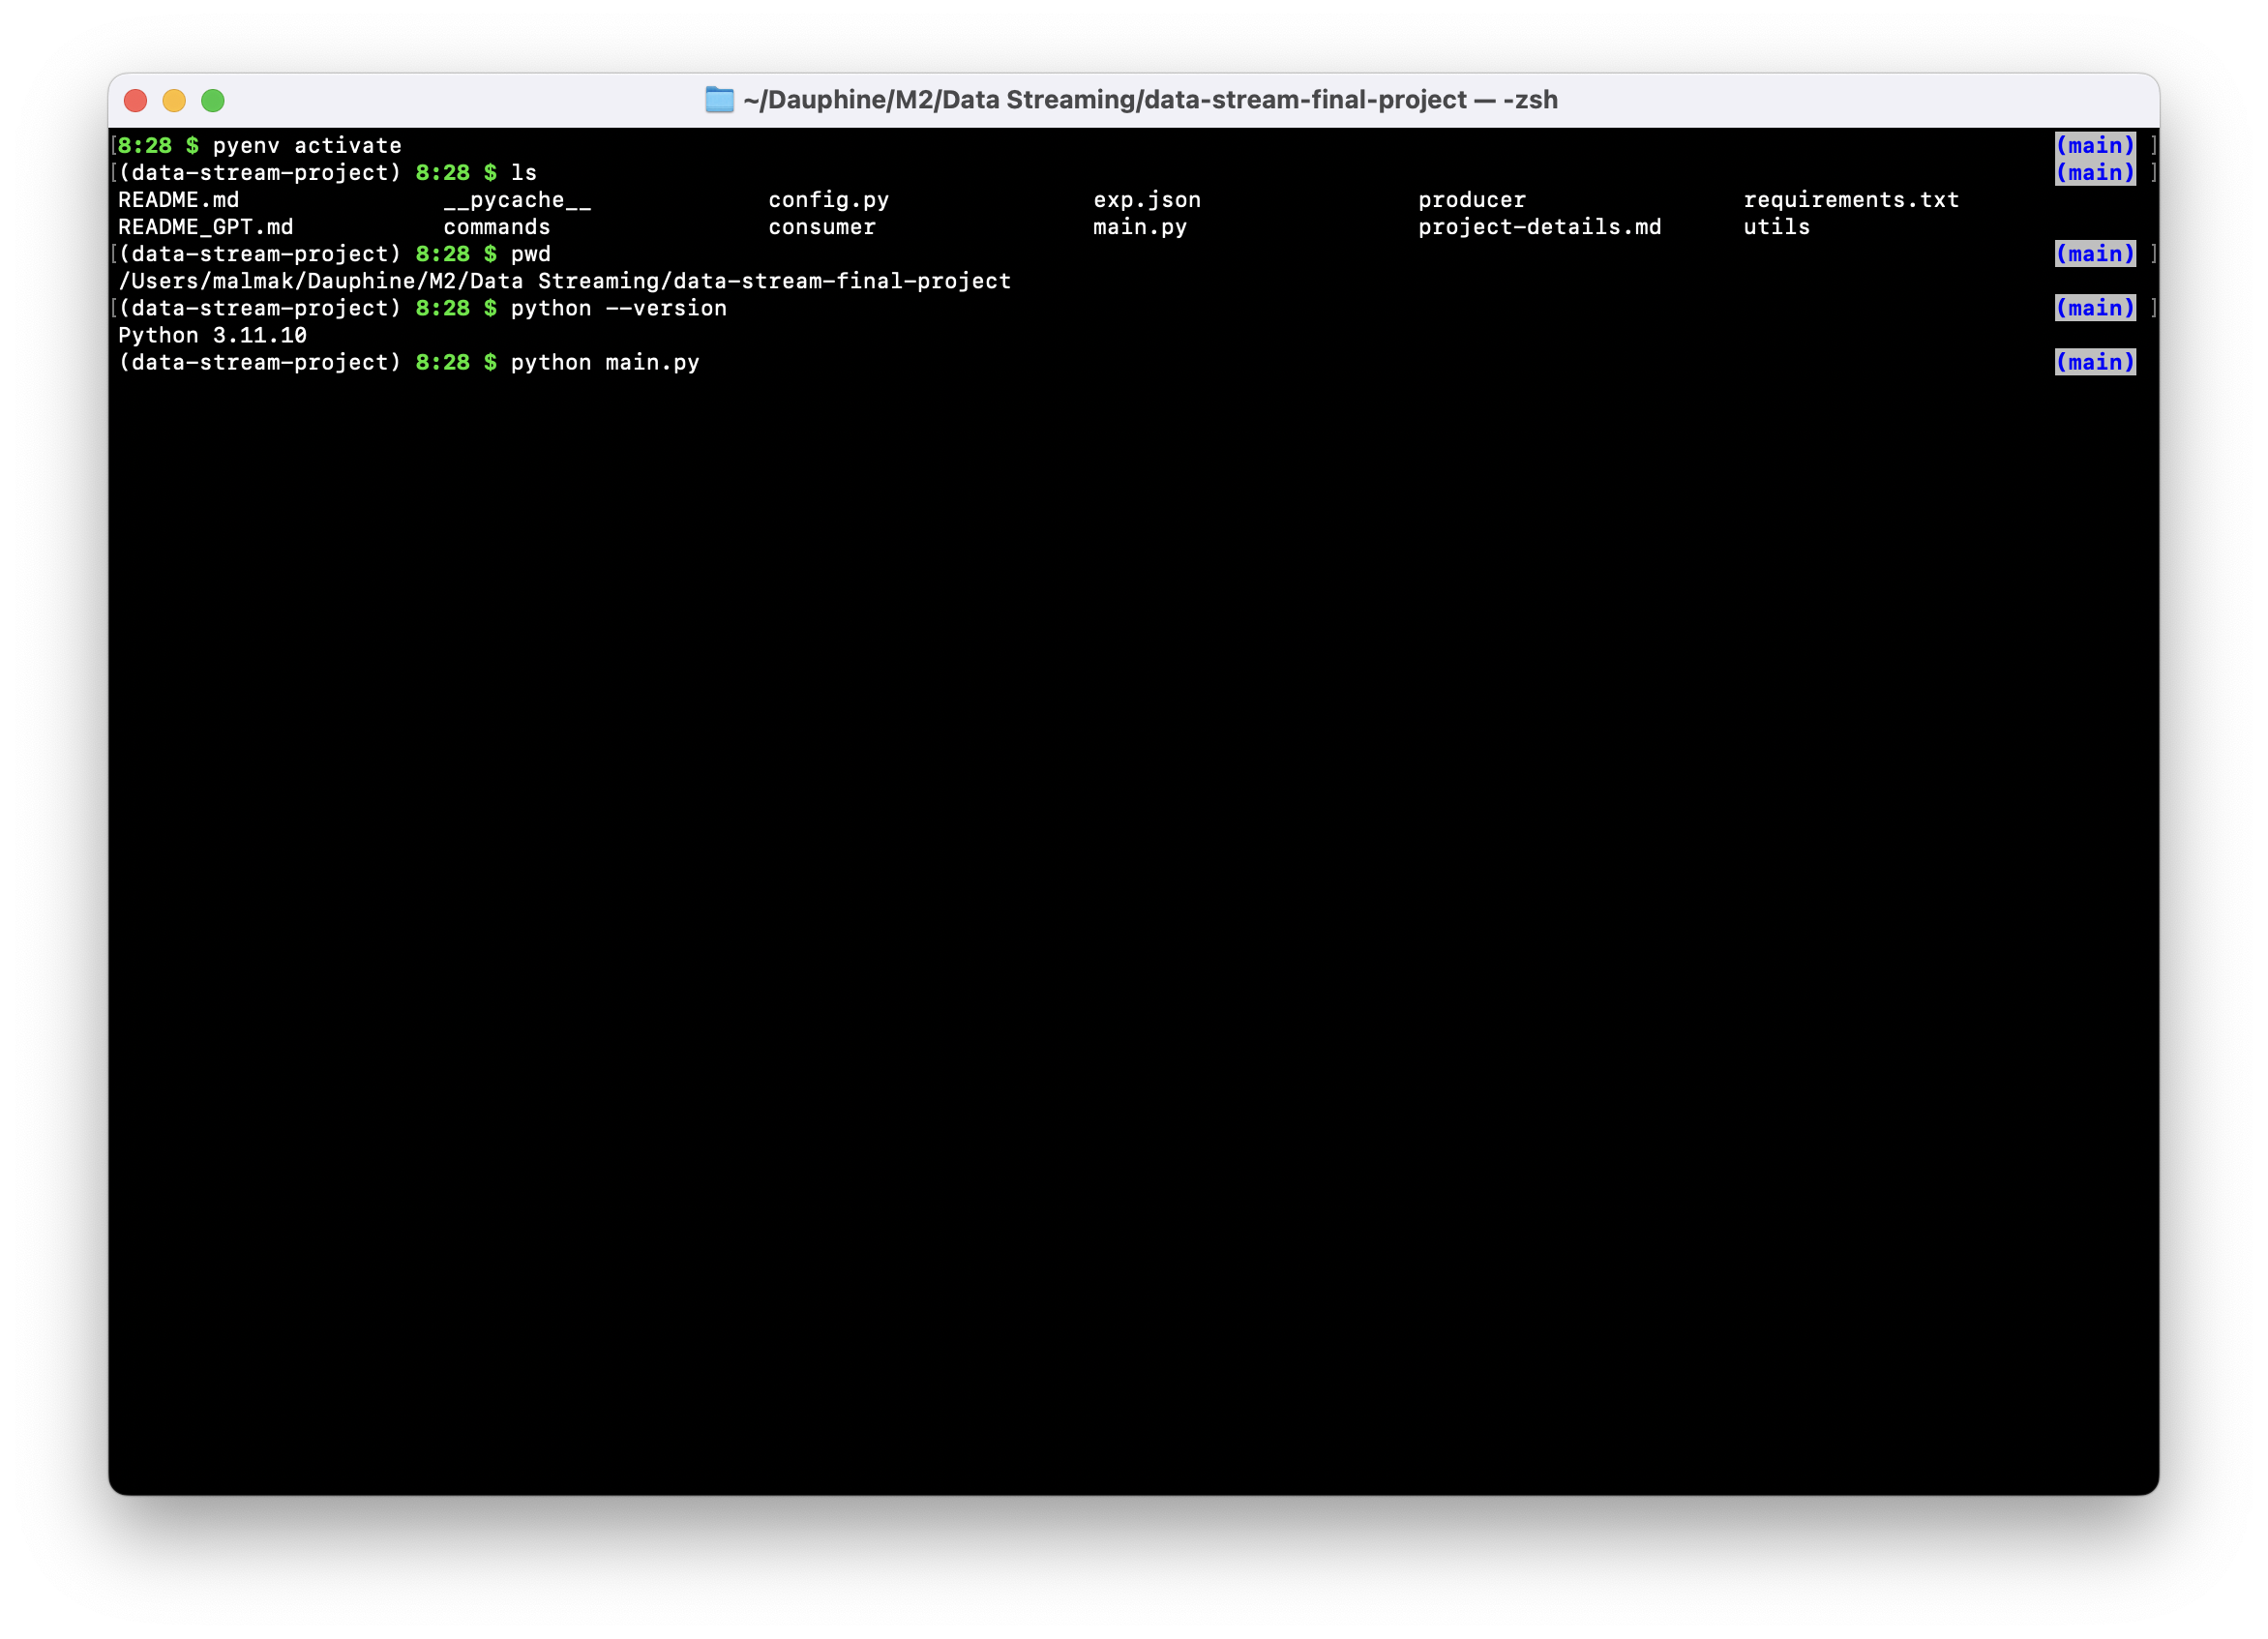 ~/Dauphine/M2/Data Streaming/data-stream-final-project — -zsh
[8:28 $ pyenv activate (main) ]
[(data-stream-project) 8:28 $ ls (main) ]
README.md __pycache__ config.py exp.json producer requirements.txt
README_GPT.md commands consumer main.py project-details.md utils
[(data-stream-project) 8:28 $ pwd (main) ]
/Users/malmak/Dauphine/M2/Data Streaming/data-stream-final-project
[(data-stream-project) 8:28 $ python --version (main) ]
Python 3.11.10
(data-stream-project) 8:28 $ python main.py (main)